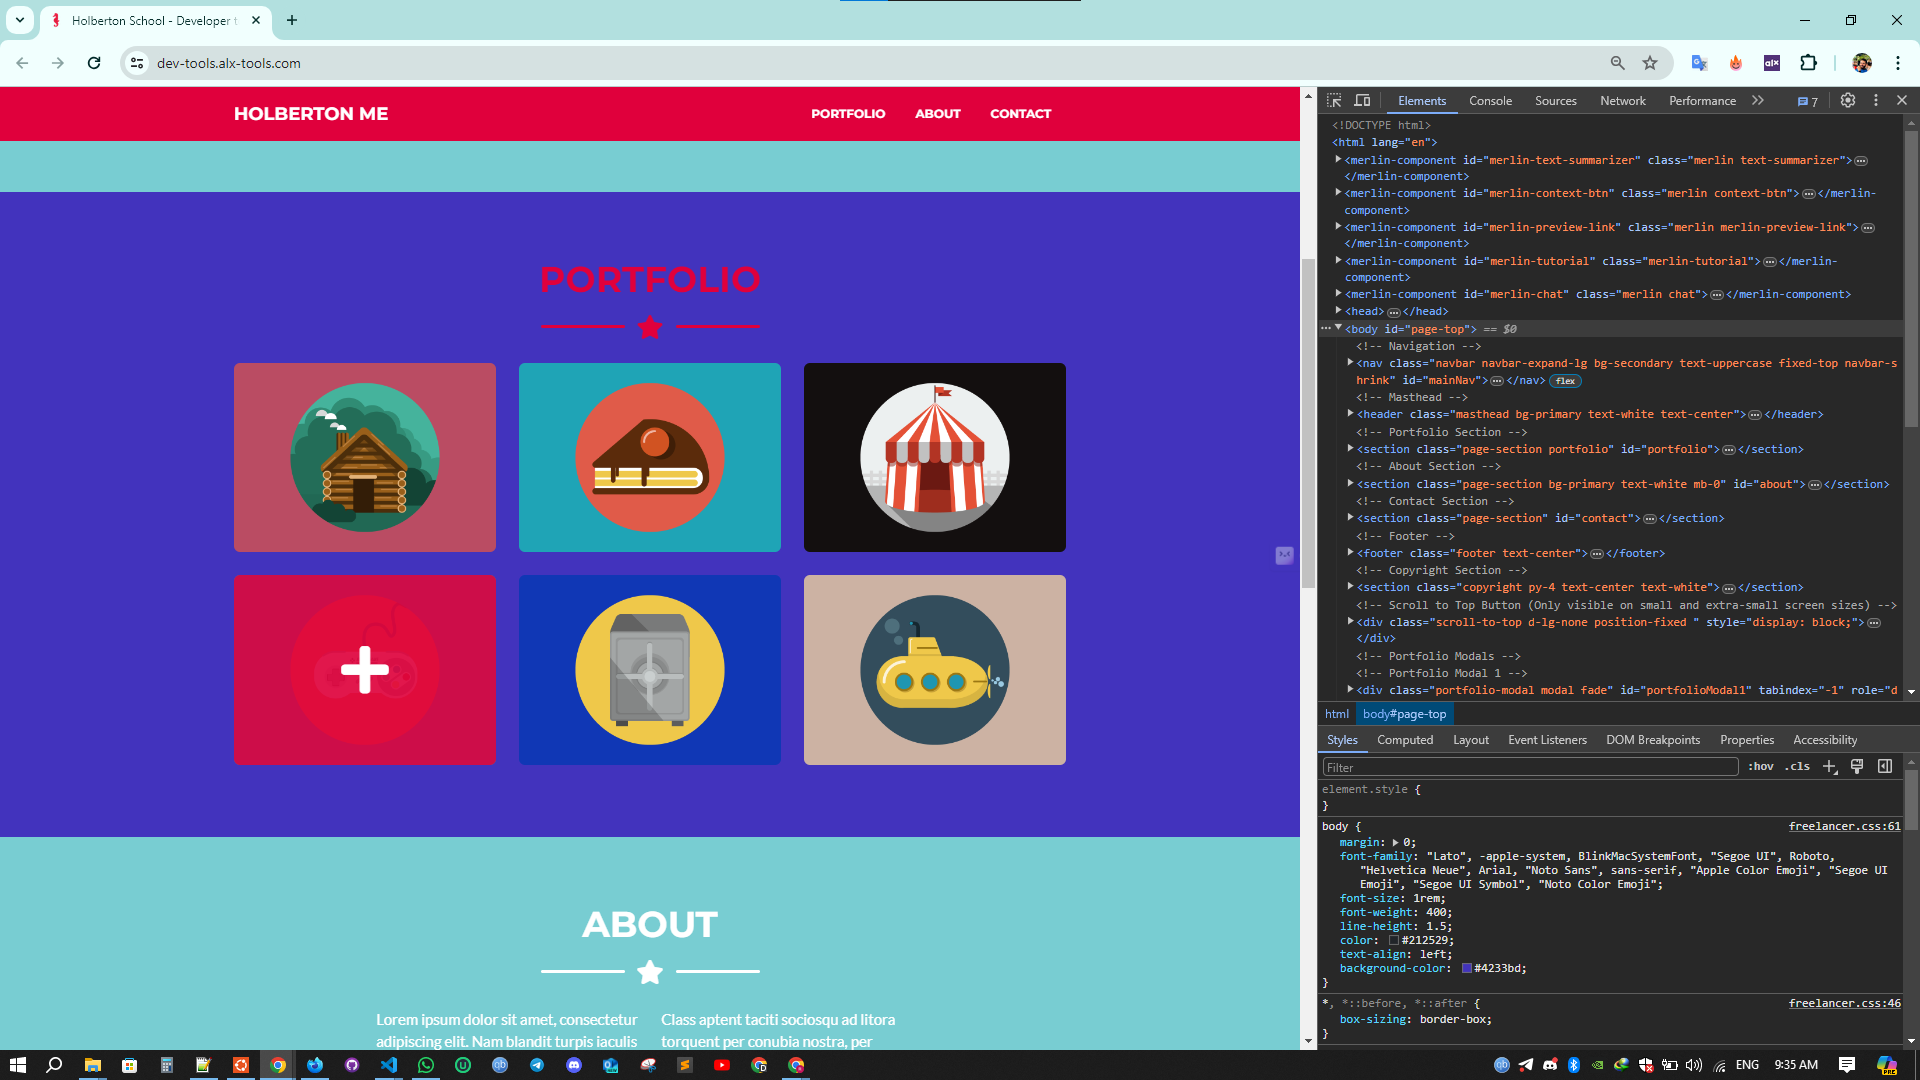 Holberton School - Developer t
dev-tools.alx-tools.com
alx
HOLBERTON ME
PORTFOLIO
ABOUT
CONTACT
PORTFOLIO
ABOUT
Lorem ipsum dolor sit amet, consectetur
adipiscing elit. Nam blandit turpis iaculis
Class aptent taciti sociosqu ad litora
torquent per conubia nostra, per
Elements
Console
Sources
Network
Performance
7
<!DOCTYPE html>
<html lang="en">
<merlin-component id="merlin-text-summarizer" class="merlin text-summarizer">
</merlin-component>
<merlin-component id="merlin-context-btn" class="merlin context-btn"></merlin-
component>
<merlin-component id="merlin-preview-link" class="merlin merlin-preview-link">
</merlin-component>
<merlin-component id="merlin-tutorial" class="merlin-tutorial"></merlin-
component>
<merlin-component id="merlin-chat" class="merlin chat"></merlin-component>
<head></head>
<body id="page-top"> == $0
<!-- Navigation -->
<nav class="navbar navbar-expand-lg bg-secondary text-uppercase fixed-top navbar-s
hrink" id="mainNav"></nav> flex
<!-- Masthead -->
<header class="masthead bg-primary text-white text-center"></header>
<!-- Portfolio Section -->
<section class="page-section portfolio" id="portfolio"></section>
<!-- About Section -->
<section class="page-section bg-primary text-white mb-0" id="about"></section>
<!-- Contact Section -->
<section class="page-section" id="contact"></section>
<!-- Footer -->
<footer class="footer text-center"></footer>
<!-- Copyright Section -->
<section class="copyright py-4 text-center text-white"></section>
<!-- Scroll to Top Button (Only visible on small and extra-small screen sizes) -->
<div class="scroll-to-top d-lg-none position-fixed " style="display: block;">
</div>
<!-- Portfolio Modals -->
<!-- Portfolio Modal 1 -->
<div class="portfolio-modal modal fade" id="portfolioModal1" tabindex="-1" role="d
html
body#page-top
Styles
Computed
Layout
Event Listeners
DOM Breakpoints
Properties
Accessibility
Filter
:hov
.cls
element.style {
}
body {
freelancer.css:61
margin: 0;
font-family: "Lato", -apple-system, BlinkMacSystemFont, "Segoe UI", Roboto,
"Helvetica Neue", Arial, "Noto Sans", sans-serif, "Apple Color Emoji", "Segoe UI
Emoji", "Segoe UI Symbol", "Noto Color Emoji";
font-size: 1rem;
font-weight: 400;
line-height: 1.5;
color: #212529;
text-align: left;
background-color: #4233bd;
}
*, *::before, *::after {
freelancer.css:46
box-sizing: border-box;
}
ENG
9:35 AM